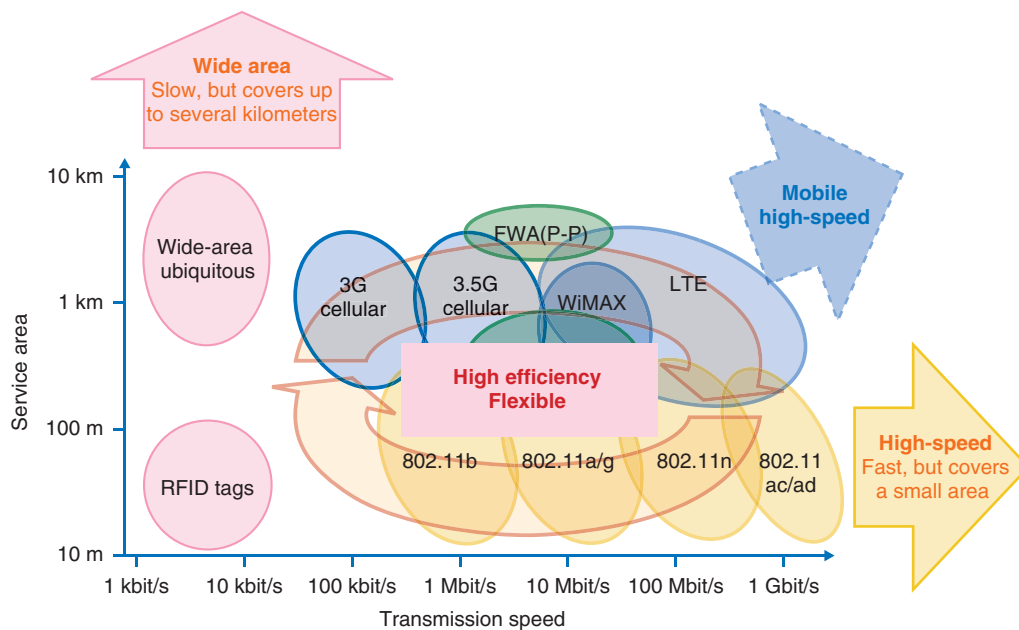 Wide area
Slow, but covers up
to several kilometers
10 km
1 km
100 m
10 m
Service area
Wide-area
ubiquitous
RFID tags
3G
cellular
3.5G
cellular
FWA(P-P)
WiMAX
LTE
Mobile
high-speed
High efficiency
Flexible
802.11b
802.11a/g
802.11n
802.11
ac/ad
High-speed
Fast, but covers
a small area
1 kbit/s
10 kbit/s
100 kbit/s
1 Mbit/s
10 Mbit/s
100 Mbit/s
1 Gbit/s
Transmission speed